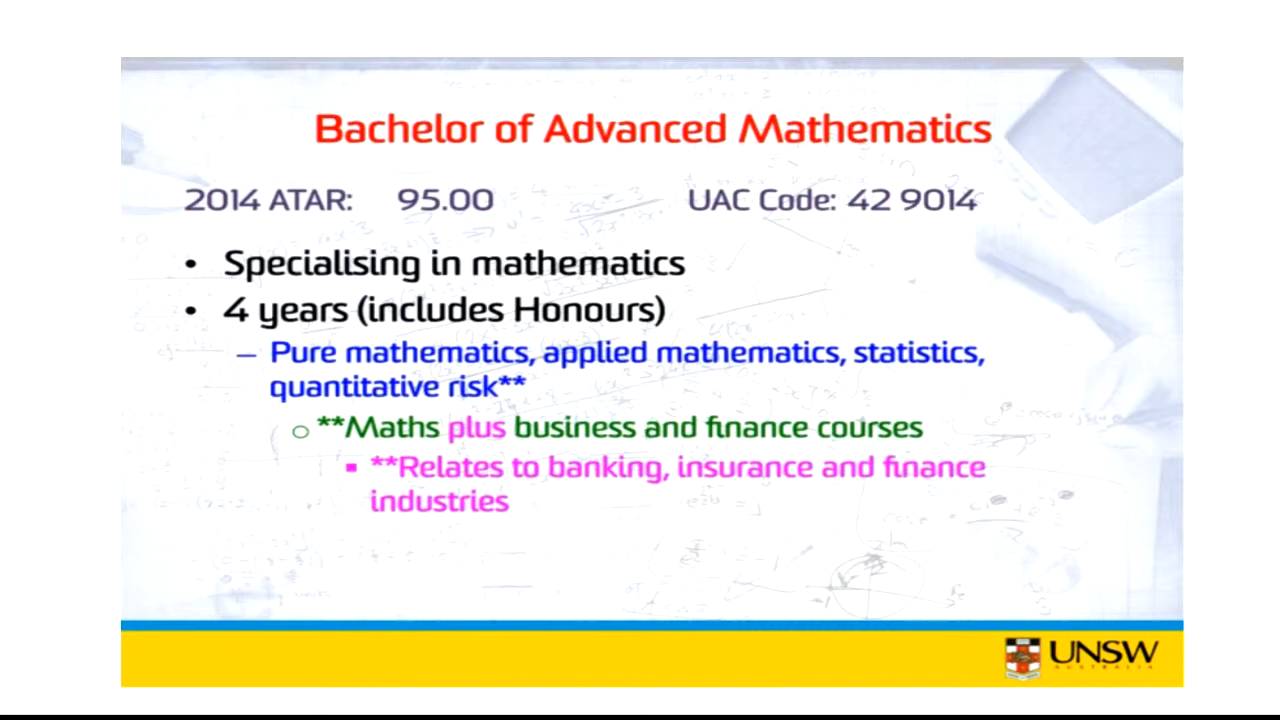 Bachelor of Advanced Mathematics
2014 ATAR: 95.00 UAC Code: 42 9014
• Specialising in mathematics
• 4 years (includes Honours)
– Pure mathematics, applied mathematics, statistics,
quantitative risk**
○ **Maths plus business and finance courses
▪ **Relates to banking, insurance and finance
industries
UNSW
AUSTRALIA